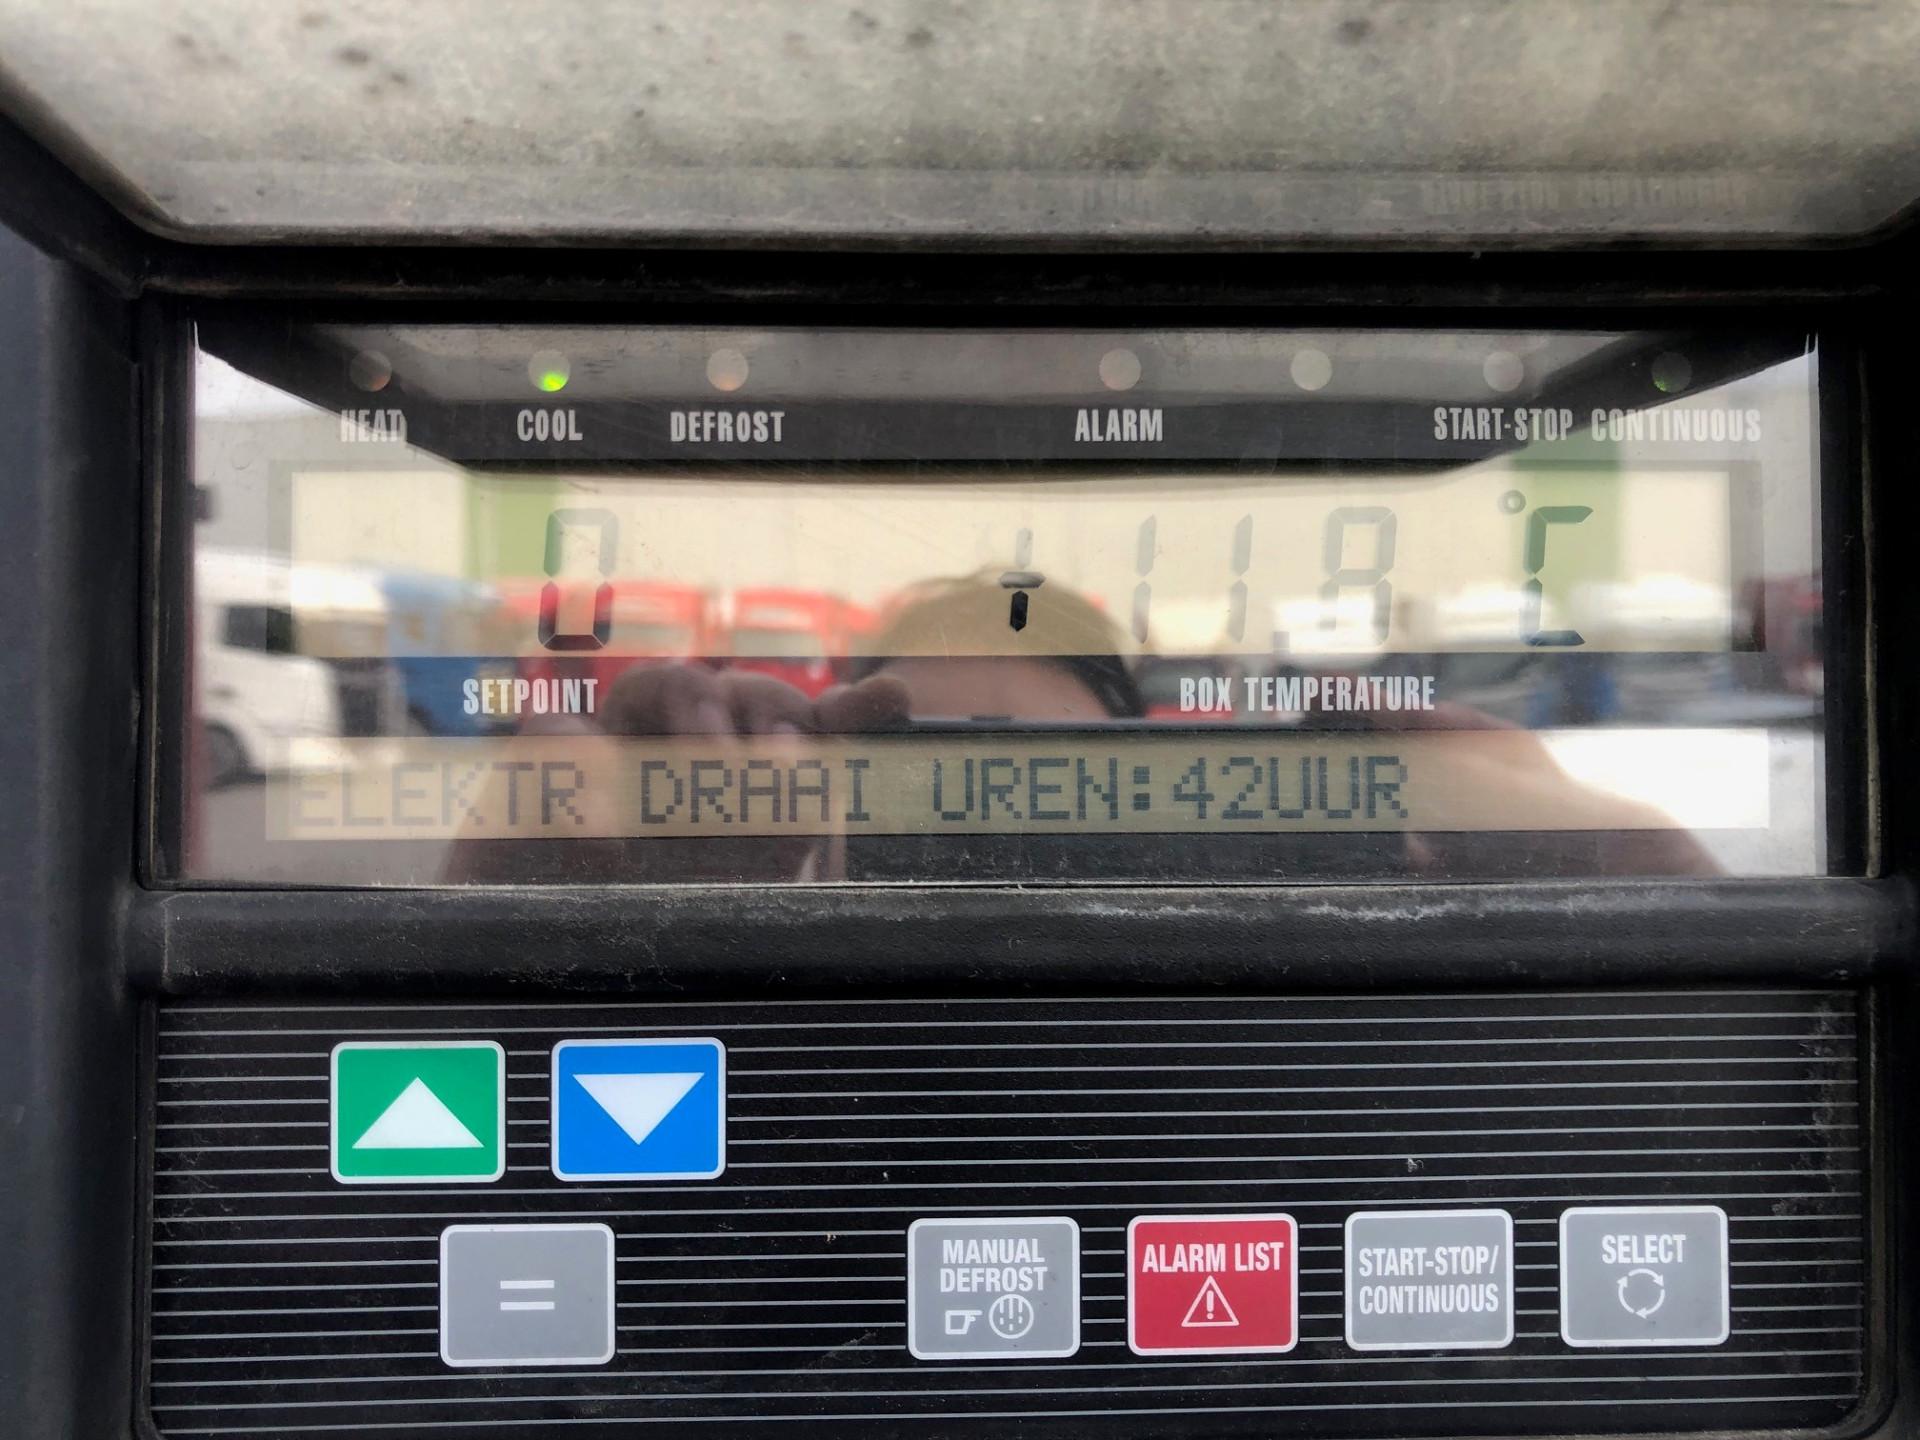 HEAT COOL DEFROST ALARM START-STOP CONTINUOUS
0 +11.8 °C
SETPOINT BOX TEMPERATURE
ELEKTR DRAAI UREN:42UUR
=
MANUAL DEFROST
ALARM LIST
START-STOP/
CONTINUOUS
SELECT